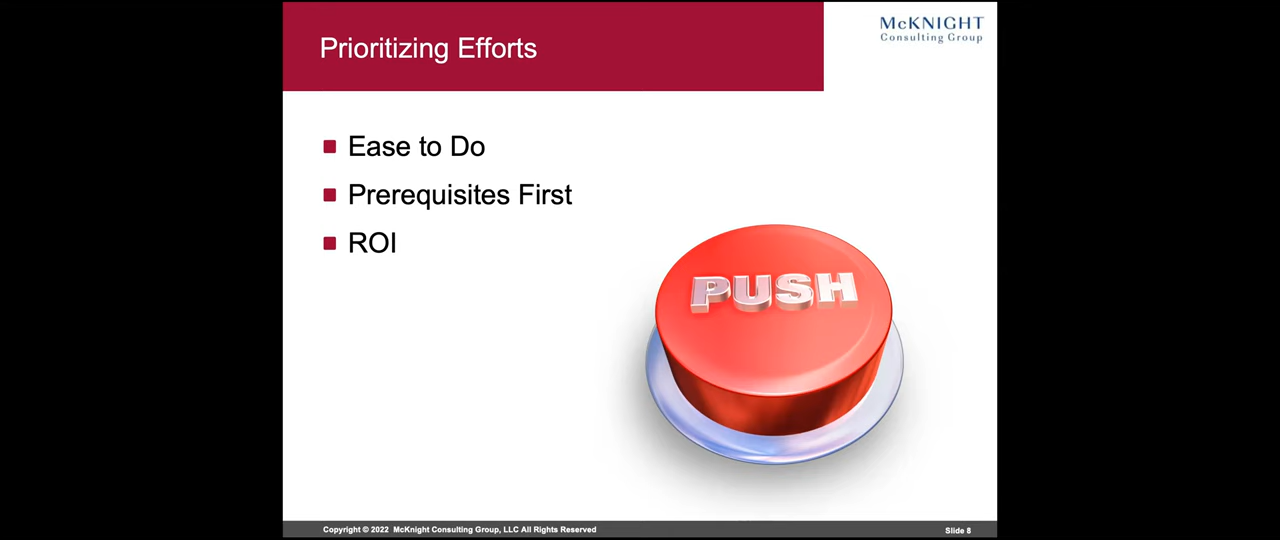 Prioritizing Efforts
McKNIGHT
Consulting Group
Ease to Do
Prerequisites First
ROI
PUSH
Copyright © 2022 McKnight Consulting Group, LLC All Rights Reserved
Slide 8